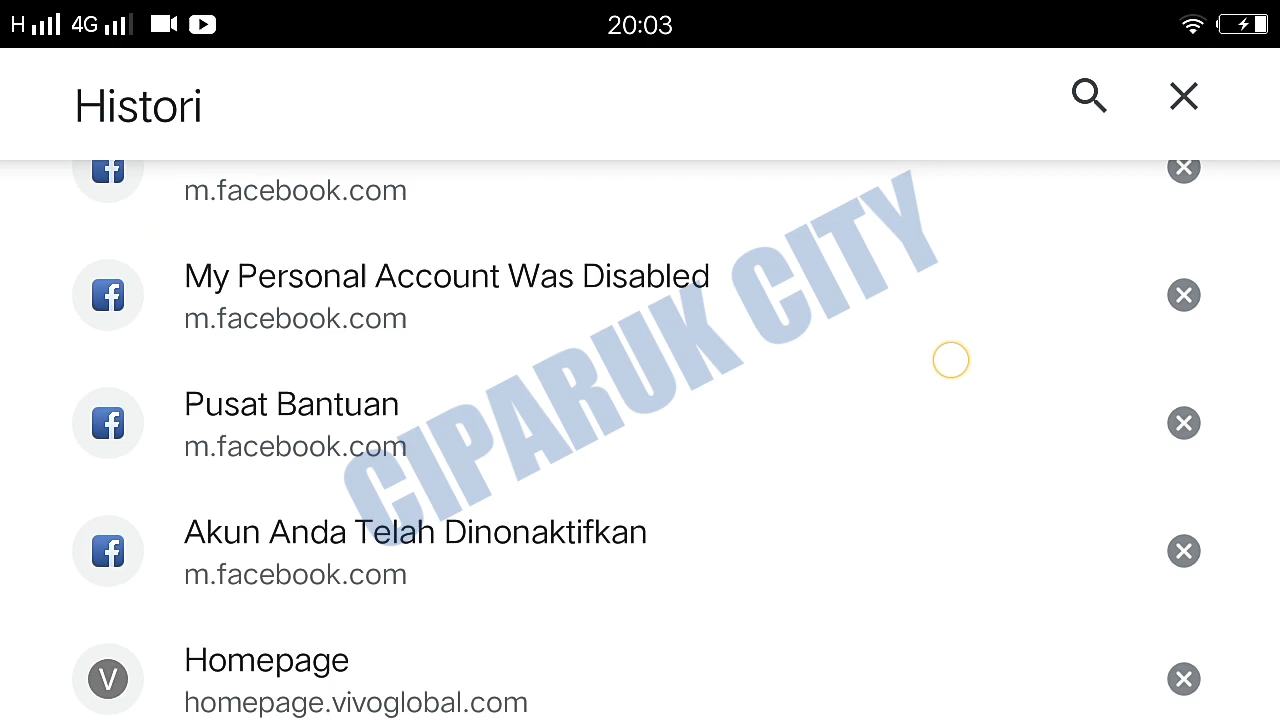 H 4G 20:03
Histori
m.facebook.com
My Personal Account Was Disabled
m.facebook.com
Pusat Bantuan
m.facebook.com
Akun Anda Telah Dinonaktifkan
m.facebook.com
V Homepage
homepage.vivoglobal.com
CIPARUK CITY